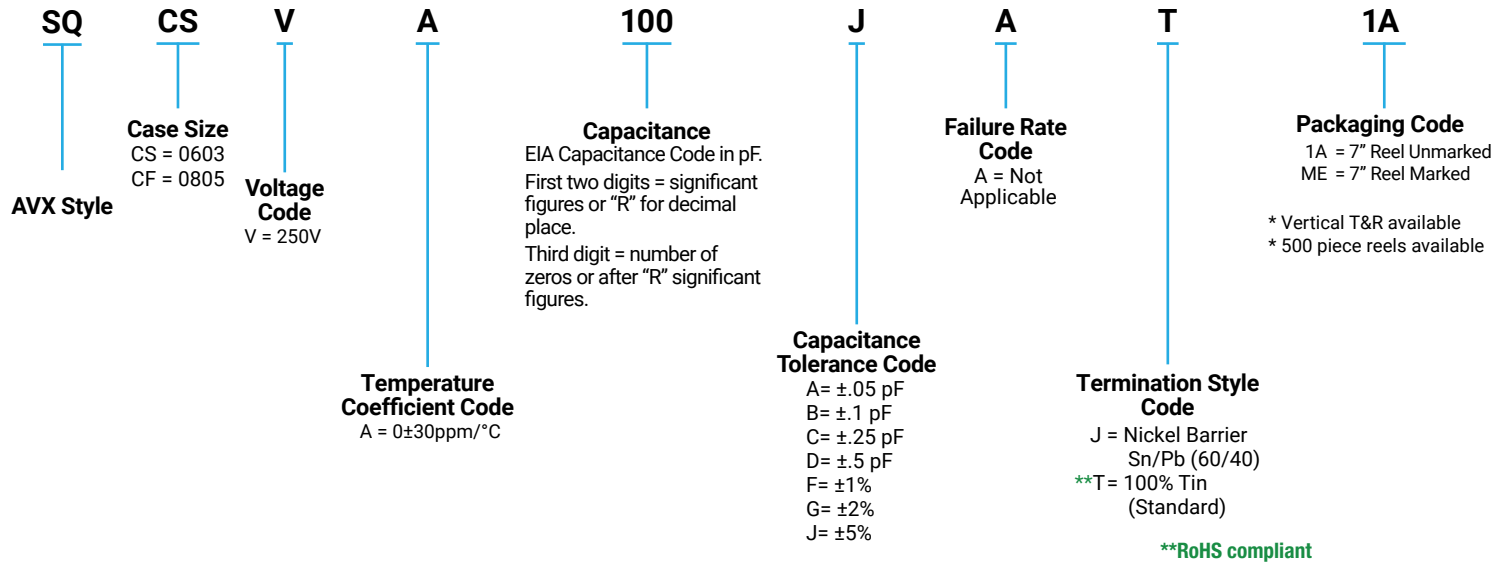 SQ CS V A 100 J A T 1A
AVX Style
Case Size
CS = 0603
CF = 0805
Voltage
Code
V = 250V
Temperature
Coefficient Code
A = 0±30ppm/°C
Capacitance
EIA Capacitance Code in pF.
First two digits = significant
figures or “R” for decimal
place.
Third digit = number of
zeros or after “R” significant
figures.
Capacitance
Tolerance Code
A= ±.05 pF
B= ±.1 pF
C= ±.25 pF
D= ±.5 pF
F= ±1%
G= ±2%
J= ±5%
Failure Rate
Code
A = Not
Applicable
Termination Style
Code
J = Nickel Barrier
Sn/Pb (60/40)
**T= 100% Tin
(Standard)
**RoHS compliant
Packaging Code
1A = 7” Reel Unmarked
ME = 7” Reel Marked
* Vertical T&R available
* 500 piece reels available